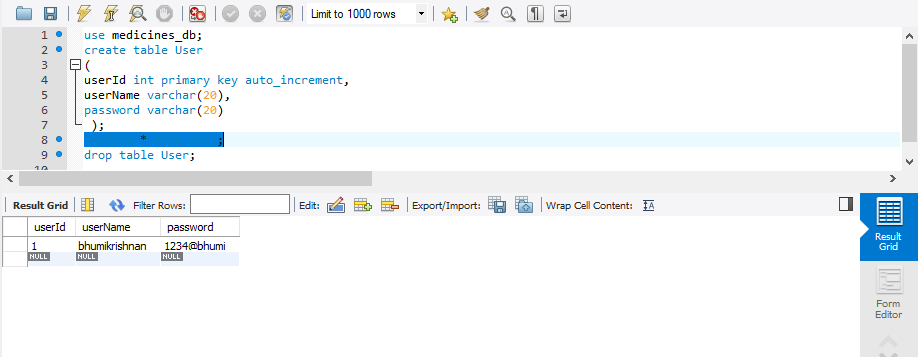 Limit to 1000 rows
1 use medicines_db;
2 create table User
3 (
4 userId int primary key auto_increment,
5 userName varchar(20),
6 password varchar(20)
7 );
8 * ;
9 drop table User;
10
Result Grid Filter Rows: Edit: Export/Import: Wrap Cell Content:
userId userName password
1 bhumikrishnan 1234@bhumi
NULL NULL NULL
Result
Grid
Form
Editor